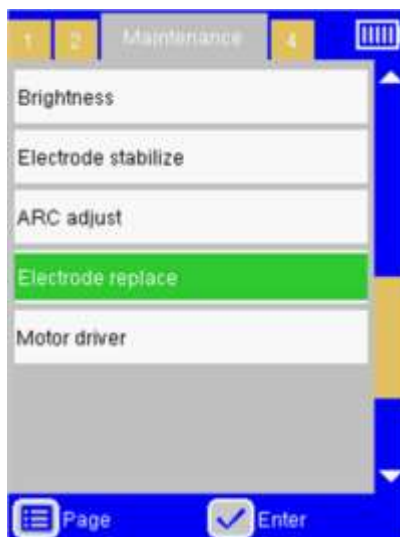 1 2 Maintenance 4
Brightness
Electrode stabilize
ARC adjust
Electrode replace
Motor driver
Page Enter